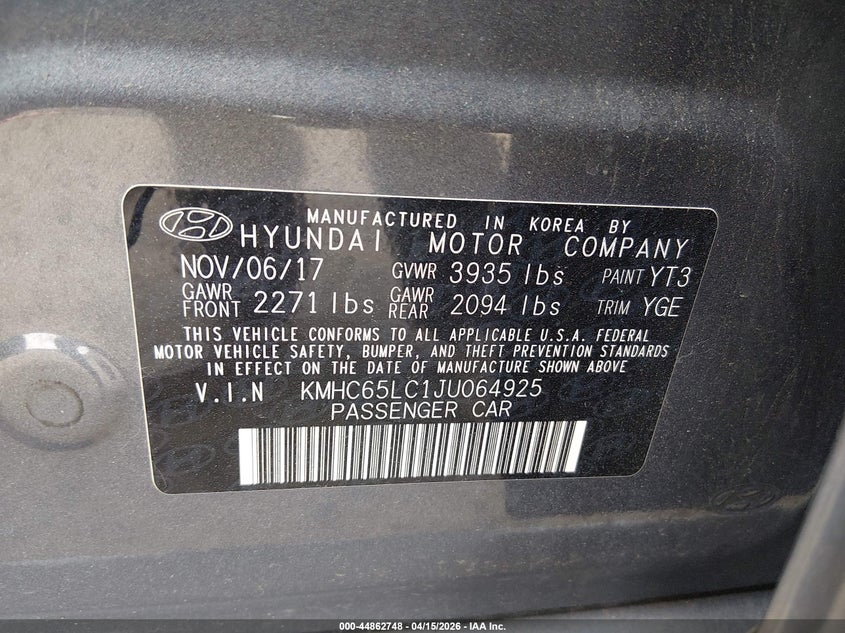 MANUFACTURED IN KOREA BY
HYUNDAI MOTOR COMPANY
NOV/06/17 GVWR 3935 lbs PAINT YT3
GAWR FRONT 2271 lbs GAWR REAR 2094 lbs TRIM YGE
THIS VEHICLE CONFORMS TO ALL APPLICABLE U.S.A. FEDERAL
MOTOR VEHICLE SAFETY, BUMPER, AND THEFT PREVENTION STANDARDS
IN EFFECT ON THE DATE OF MANUFACTURE SHOWN ABOVE
V.I.N KMHC65LC1JU064925
PASSENGER CAR
000-44862748 - 04/15/2026 - IAA Inc.